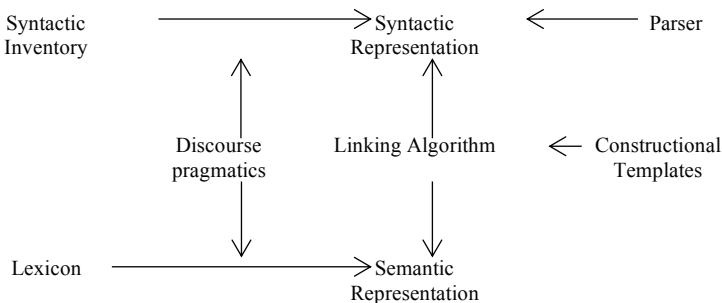 Syntactic Inventory
Syntactic Representation
Parser
Discourse pragmatics
Linking Algorithm
Constructional Templates
Lexicon
Semantic Representation